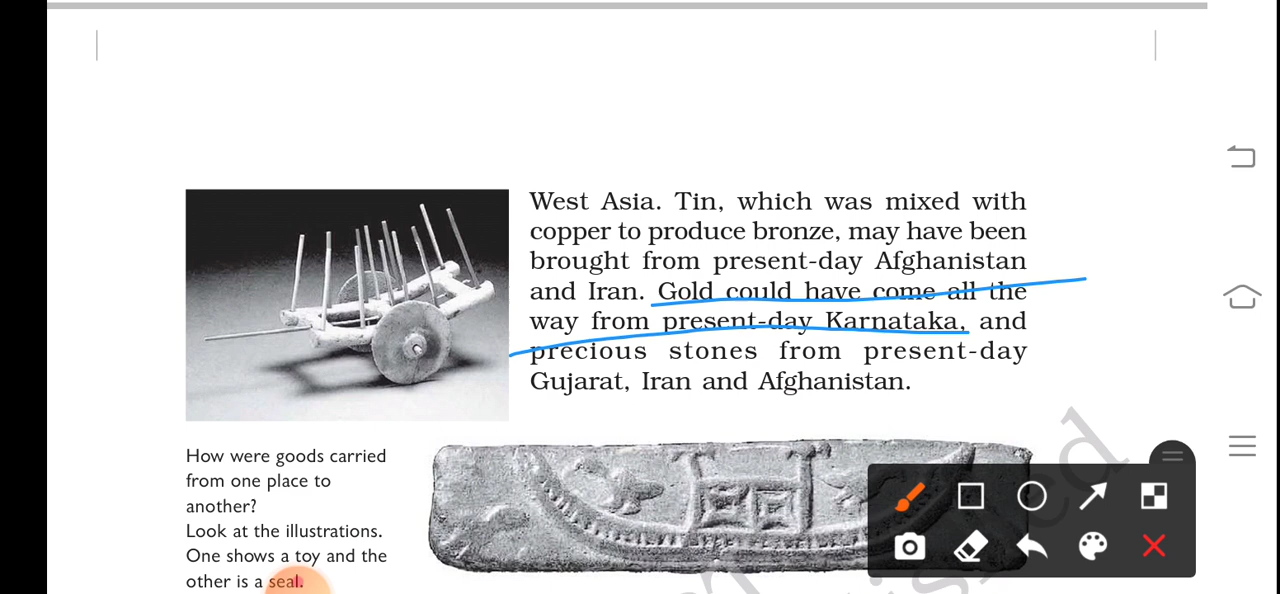 West Asia. Tin, which was mixed with
copper to produce bronze, may have been
brought from present-day Afghanistan
and Iran. Gold could have come all the
way from present-day Karnataka, and
precious stones from present-day
Gujarat, Iran and Afghanistan.
How were goods carried
from one place to
another?
Look at the illustrations.
One shows a toy and the
other is a seal.